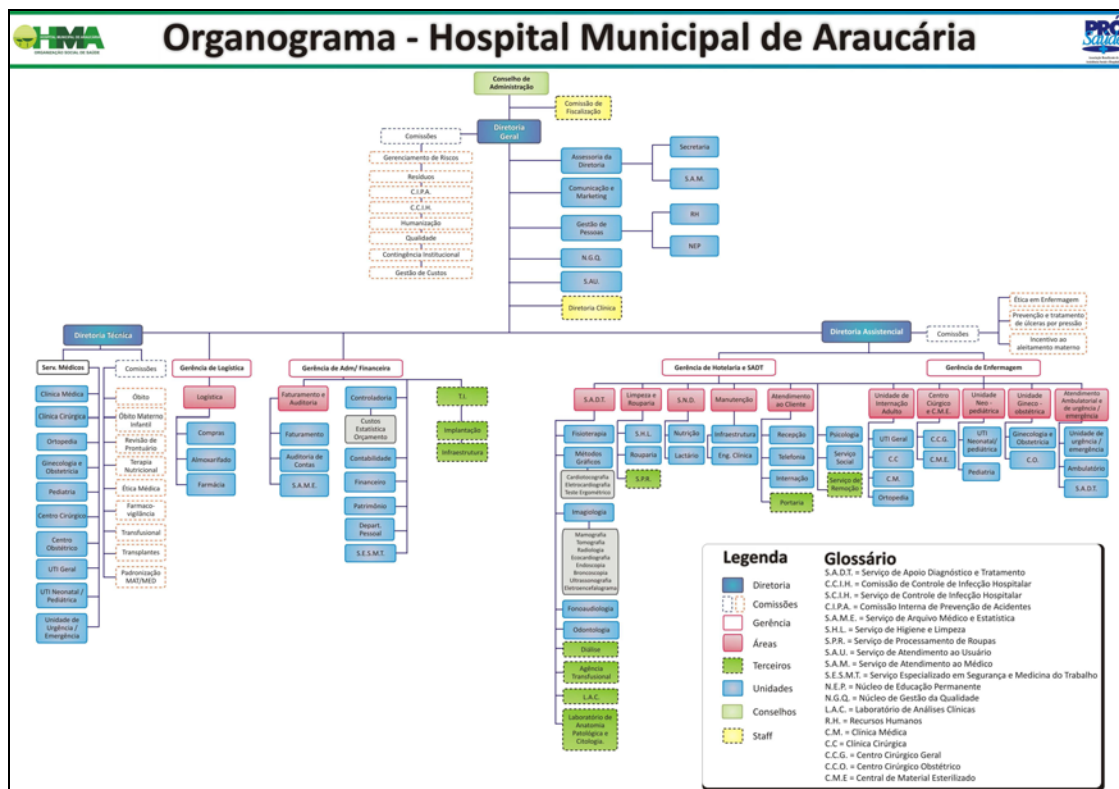 HMA
HOSPITAL MUNICIPAL DE ARAUCÁRIA
ORGANIZAÇÃO SOCIAL DE SAÚDE
Organograma - Hospital Municipal de Araucária
PRÓ
Saúde
Conselho de
Administração
Comissão de
Fiscalização
Diretoria
Geral
Comissões
Gerenciamento de Riscos
Resíduos
C.I.P.A.
C.C.I.H.
Humanização
Qualidade
Contingência Institucional
Gestão de Custos
Assessoria da
Diretoria
Secretaria
S.A.M.
Comunicação e
Marketing
Gestão de
Pessoas
RH
NEP
N.G.Q.
S.AU.
Diretoria Clínica
Diretoria Técnica
Serv. Médicos
Clínica Médica
Clínica Cirúrgica
Ortopedia
Ginecologia e
Obstetrícia
Pediatria
Centro Cirúrgico
Centro
Obstétrico
UTI Geral
UTI Neonatal /
Pediátrica
Unidade de
Urgência /
Emergência
Comissões
Óbito
Óbito Materno
Infantil
Revisão de
Prontuário
Terapia
Nutricional
Ética Médica
Farmaco-
vigilância
Transfusional
Transplantes
Padronização
MAT/MED
Gerência de Logística
Logística
Compras
Almoxarifado
Farmácia
Gerência de Adm/ Financeiro
Faturamento e
Auditoria
Faturamento
Auditoria de
Contas
S.A.M.E.
Controladoria
Custos
Estatística
Orçamento
Contabilidade
Financeiro
Patrimônio
Depart.
Pessoal
S.E.S.M.T.
T.I.
Implantação
Infraestrutura
Diretoria Assistencial
Comissões
Ética em Enfermagem
Prevenção e tratamento
de úlceras por pressão
Incentivo ao
aleitamento materno
Gerência de Hotelaria e SADT
S.A.D.T.
Fisioterapia
Métodos
Gráficos
Cardiotocografia
Eletrocardiografia
Teste Ergométrico
Imagiologia
Mamografia
Tomografia
Radiologia
Ecocardiografia
Endoscopia
Broncoscopia
Ultrassonografia
Eletroencefalograma
Fonoaudiologia
Odontologia
Diálise
Agência
Transfusional
L.A.C.
Laboratório de
Anatomia
Patológica e
Citologia.
Limpeza e
Rouparia
S.H.L.
Rouparia
S.P.R.
S.N.D.
Nutrição
Lactário
Manutenção
Infraestrutura
Eng. Clínica
Atendimento
ao Cliente
Recepção
Telefonia
Internação
Portaria
Psicologia
Serviço
Social
Serviço de
Remoção
Gerência de Enfermagem
Unidade de
Internação
Adulto
UTI Geral
C.C
C.M.
Ortopedia
Centro
Ciúrgico
e C.M.E.
C.C.G.
C.M.E.
Unidade
Neo -
pediátrica
UTI
Neonatal/
pediátrica
Pediatria
Unidade
Gineco -
obstétrica
Ginecologia e
Obstetrícia
C.O.
Atendimento
Ambulatorial e
de urgência /
emergência
Unidade de
urgência/
emergência
Ambulatório
S.A.D.T.
Legenda
Diretoria
Comissões
Gerência
Áreas
Terceiros
Unidades
Conselhos
Staff
Glossário
S.A.D.T. = Serviço de Apoio Diagnóstico e Tratamento
C.C.I.H. = Comissão de Controle de Infecção Hospitalar
S.C.I.H. = Serviço de Controle de Infecção Hospitalar
C.I.P.A. = Comissão Interna de Prevenção de Acidentes
S.A.M.E. = Serviço de Arquivo Médico e Estatística
S.H.L. = Serviço de Higiene e Limpeza
S.P.R. = Serviço de Processamento de Roupas
S.A.U. = Serviço de Atendimento ao Usuário
S.A.M. = Serviço de Atendimento ao Médico
S.E.S.M.T. = Serviço Especializado em Segurança e Medicina do Trabalho
N.E.P. = Núcleo de Educação Permanente
N.G.Q. = Núcleo de Gestão da Qualidade
L.A.C. = Laboratório de Análises Clínicas
R.H. = Recursos Humanos
C.M. = Clínica Médica
C.C = Clínica Cirúrgica
C.C.G. = Centro Cirúrgico Geral
C.C.O. = Centro Cirúrgico Obstétrico
C.M.E = Central de Material Esterilizado